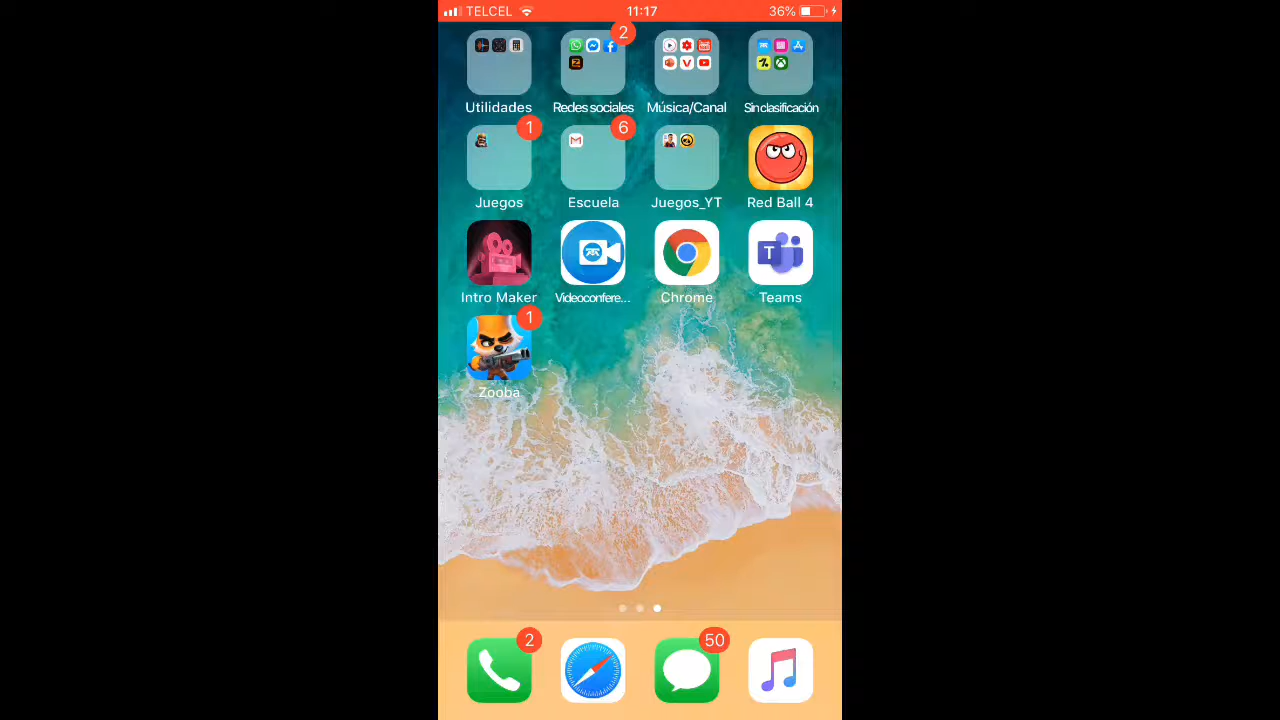 TELCEL 11:17 36%
2
Utilidades Redes sociales Música/Canal Sin clasificación
1 6
Juegos Escuela Juegos_YT Red Ball 4
T
Intro Maker Videoconfere... Chrome Teams
1
Zooba
2 50